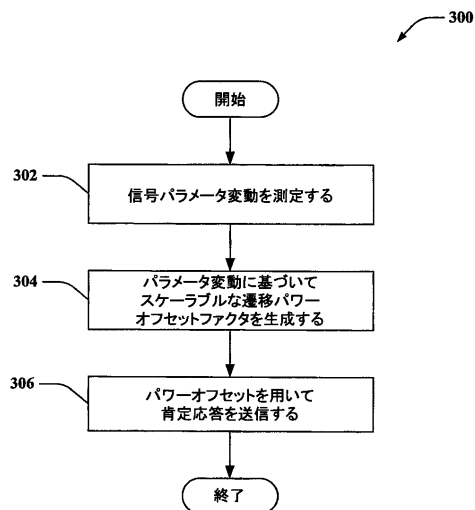 300
開始
302
信号パラメータ変動を測定する
304
パラメータ変動に基づいて
スケーラブルな遷移パワー
オフセットファクタを生成する
306
パワーオフセットを用いて
肯定応答を送信する
終了